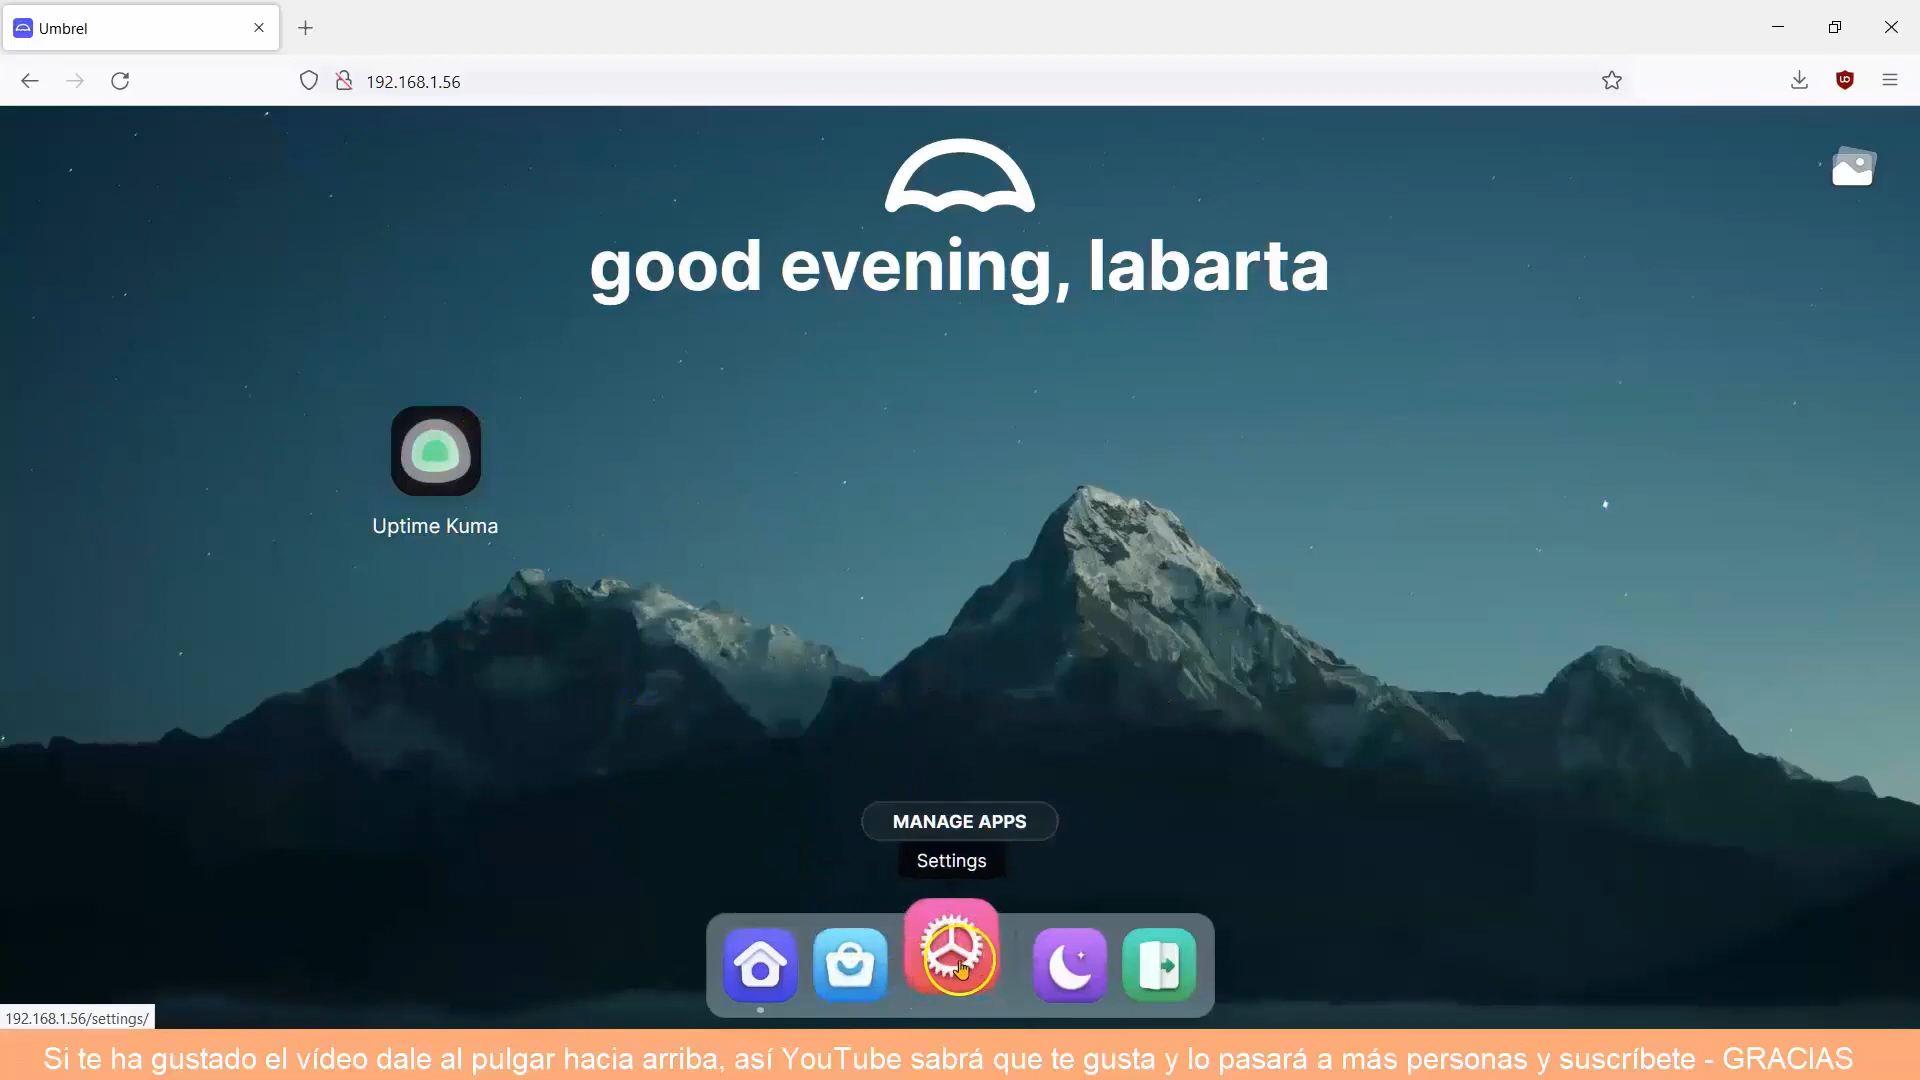 Umbrel
192.168.1.56
good evening, labarta
Uptime Kuma
MANAGE APPS
Settings
192.168.1.56/settings/
Si te ha gustado el vídeo dale al pulgar hacia arriba, así YouTube sabrá que te gusta y lo pasará a más personas y suscríbete - GRACIAS